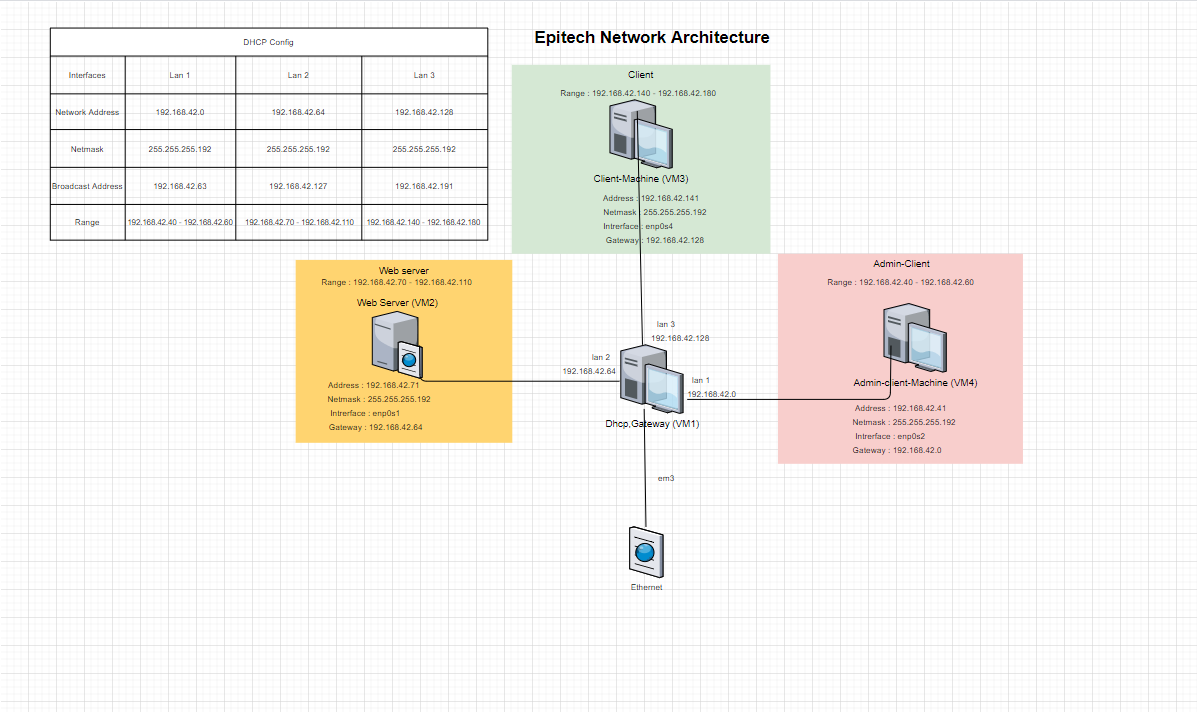 Epitech Network Architecture
DHCP Config
Interfaces Lan 1 Lan 2 Lan 3
Network Address 192.168.42.0 192.168.42.64 192.168.42.128
Netmask 255.255.255.192 255.255.255.192 255.255.255.192
Broadcast Address 192.168.42.63 192.168.42.127 192.168.42.191
Range 192.168.42.40 - 192.168.42.60 192.168.42.70 - 192.168.42.110 192.168.42.140 - 192.168.42.180
Client
Range : 192.168.42.140 - 192.168.42.180
Client-Machine (VM3)
Address : 192.168.42.141
Netmask : 255.255.255.192
Intrerface : enp0s4
Gateway : 192.168.42.128
Web server
Range : 192.168.42.70 - 192.168.42.110
Web Server (VM2)
Address : 192.168.42.71
Netmask : 255.255.255.192
Intrerface : enp0s1
Gateway : 192.168.42.64
Admin-Client
Range : 192.168.42.40 - 192.168.42.60
Admin-client-Machine (VM4)
Address : 192.168.42.41
Netmask : 255.255.255.192
Intrerface : enp0s2
Gateway : 192.168.42.0
lan 3
192.168.42.128
lan 2
192.168.42.64
lan 1
192.168.42.0
Dhcp,Gateway (VM1)
em3
Ethernet